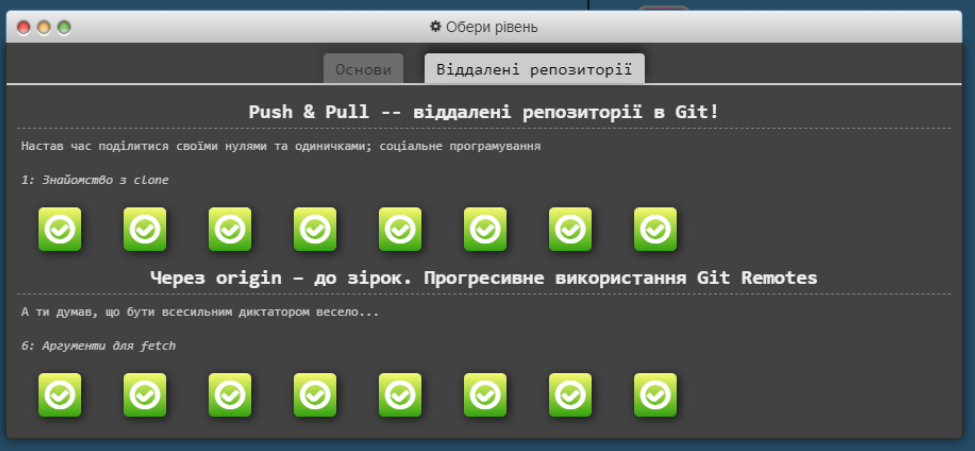 Обери рівень
Основи Віддалені репозиторії
Push & Pull -- віддалені репозиторії в Git!
Настав час поділитися своїми нулями та одиничками; соціальне програмування
1: Знайомство з clone
Через origin – до зірок. Прогресивне використання Git Remotes
А ти думав, що бути всесильним диктатором весело...
6: Аргументи для fetch